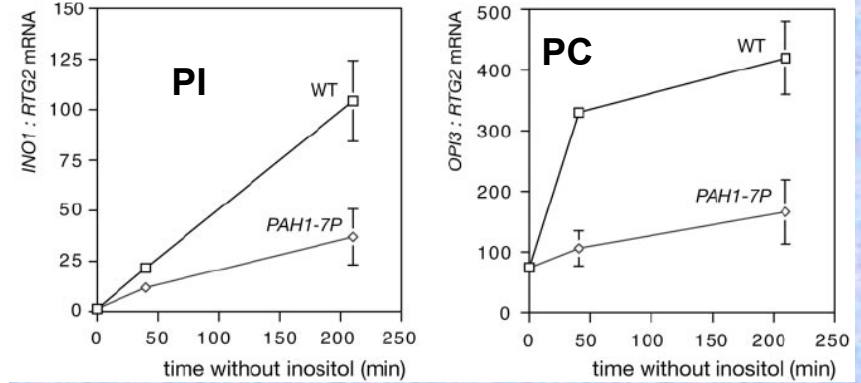 INO1 : RTG2 mRNA
150
125
100
75
50
25
0
PI
WT
PAH1-7P
0 50 100 150 200 250
time without inositol (min)
OPI3 : RTG2 mRNA
500
400
300
200
100
0
PC
WT
PAH1-7P
0 50 100 150 200 250
time without inositol (min)